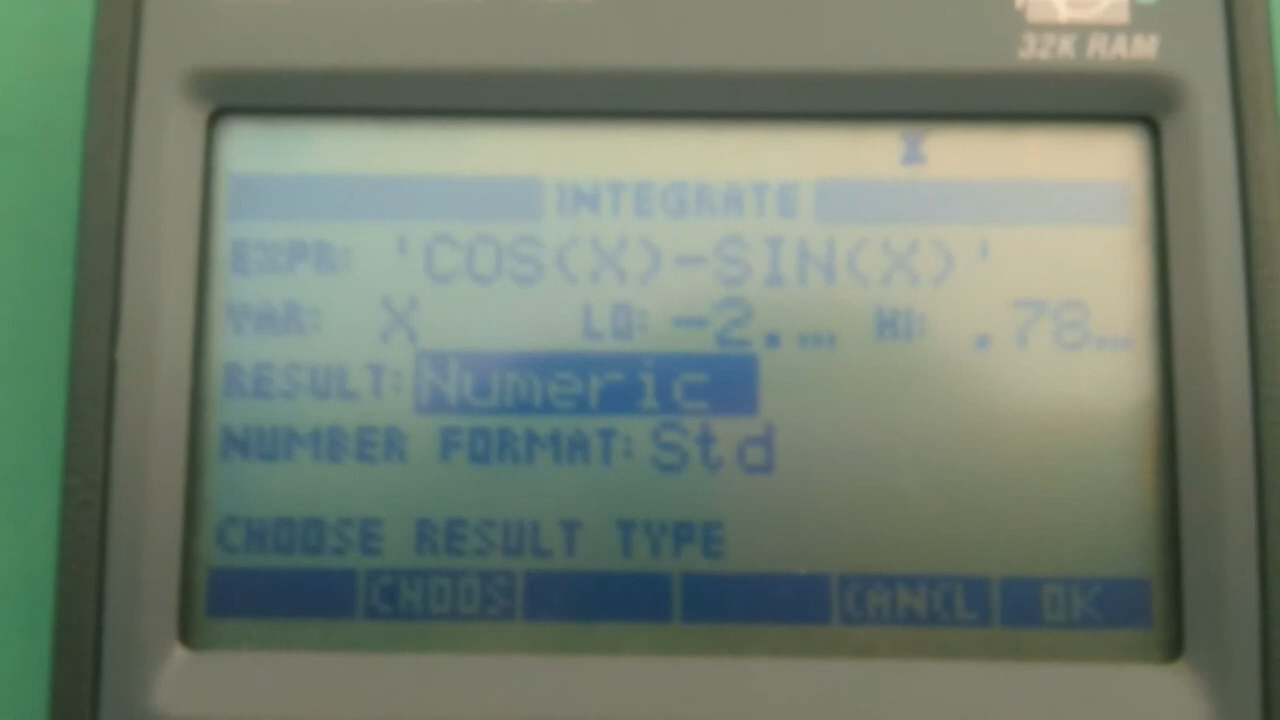 32K RAM
INTEGRATE
EXPR: 'COS(X)-SIN(X)'
VAR: X LO: -2.… HI: .78…
RESULT: Numeric
NUMBER FORMAT: Std
CHOOSE RESULT TYPE
CHOOS CANCL OK